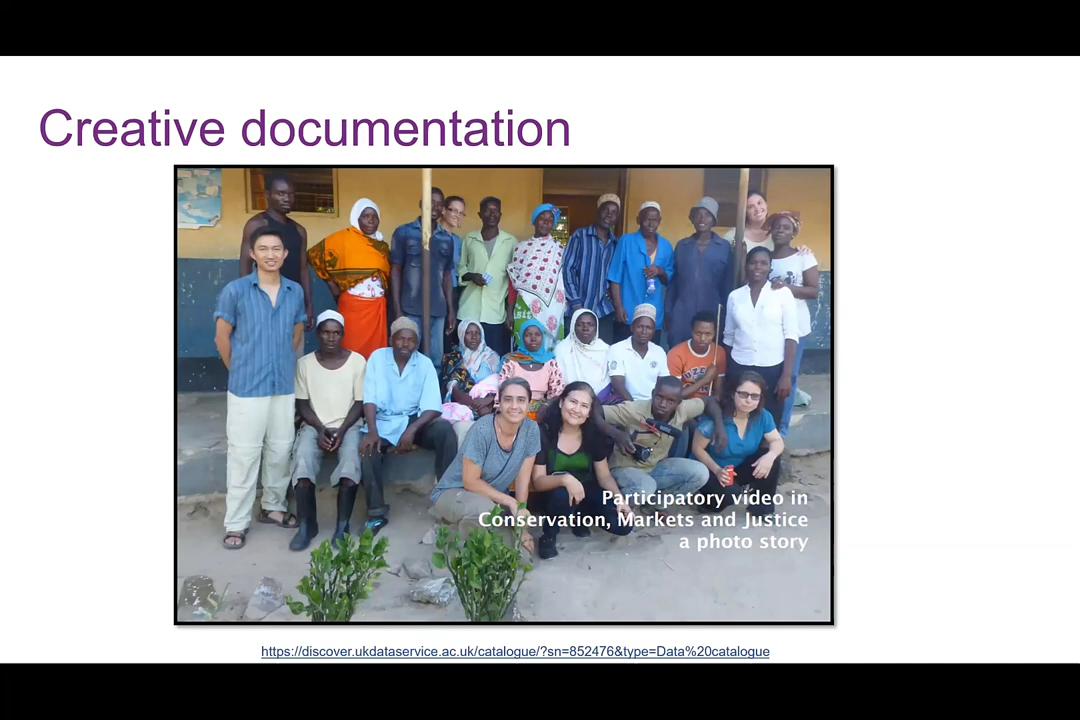 Creative documentation
Participatory video in
Conservation, Markets and Justice
a photo story
https://discover.ukdataservice.ac.uk/catalogue/?sn=852476&type=Data%20catalogue